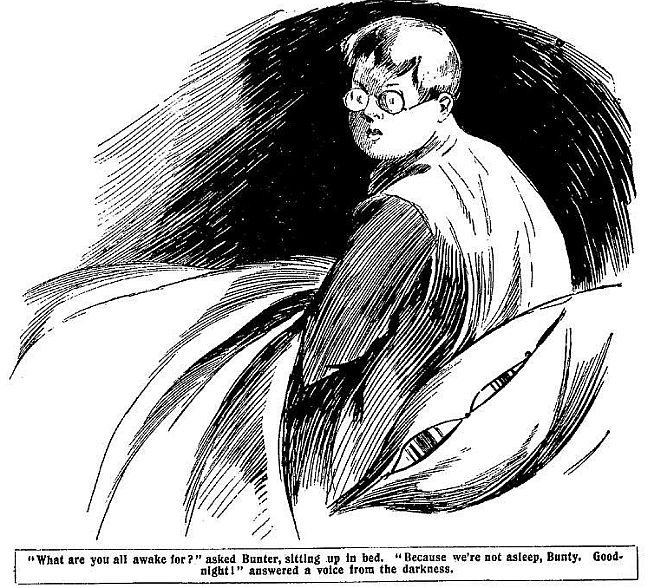 "What are you all awake for?" asked Bunter, sitting up in bed. "Because we're not asleep, Bunty. Good-
night!" answered a voice from the darkness.